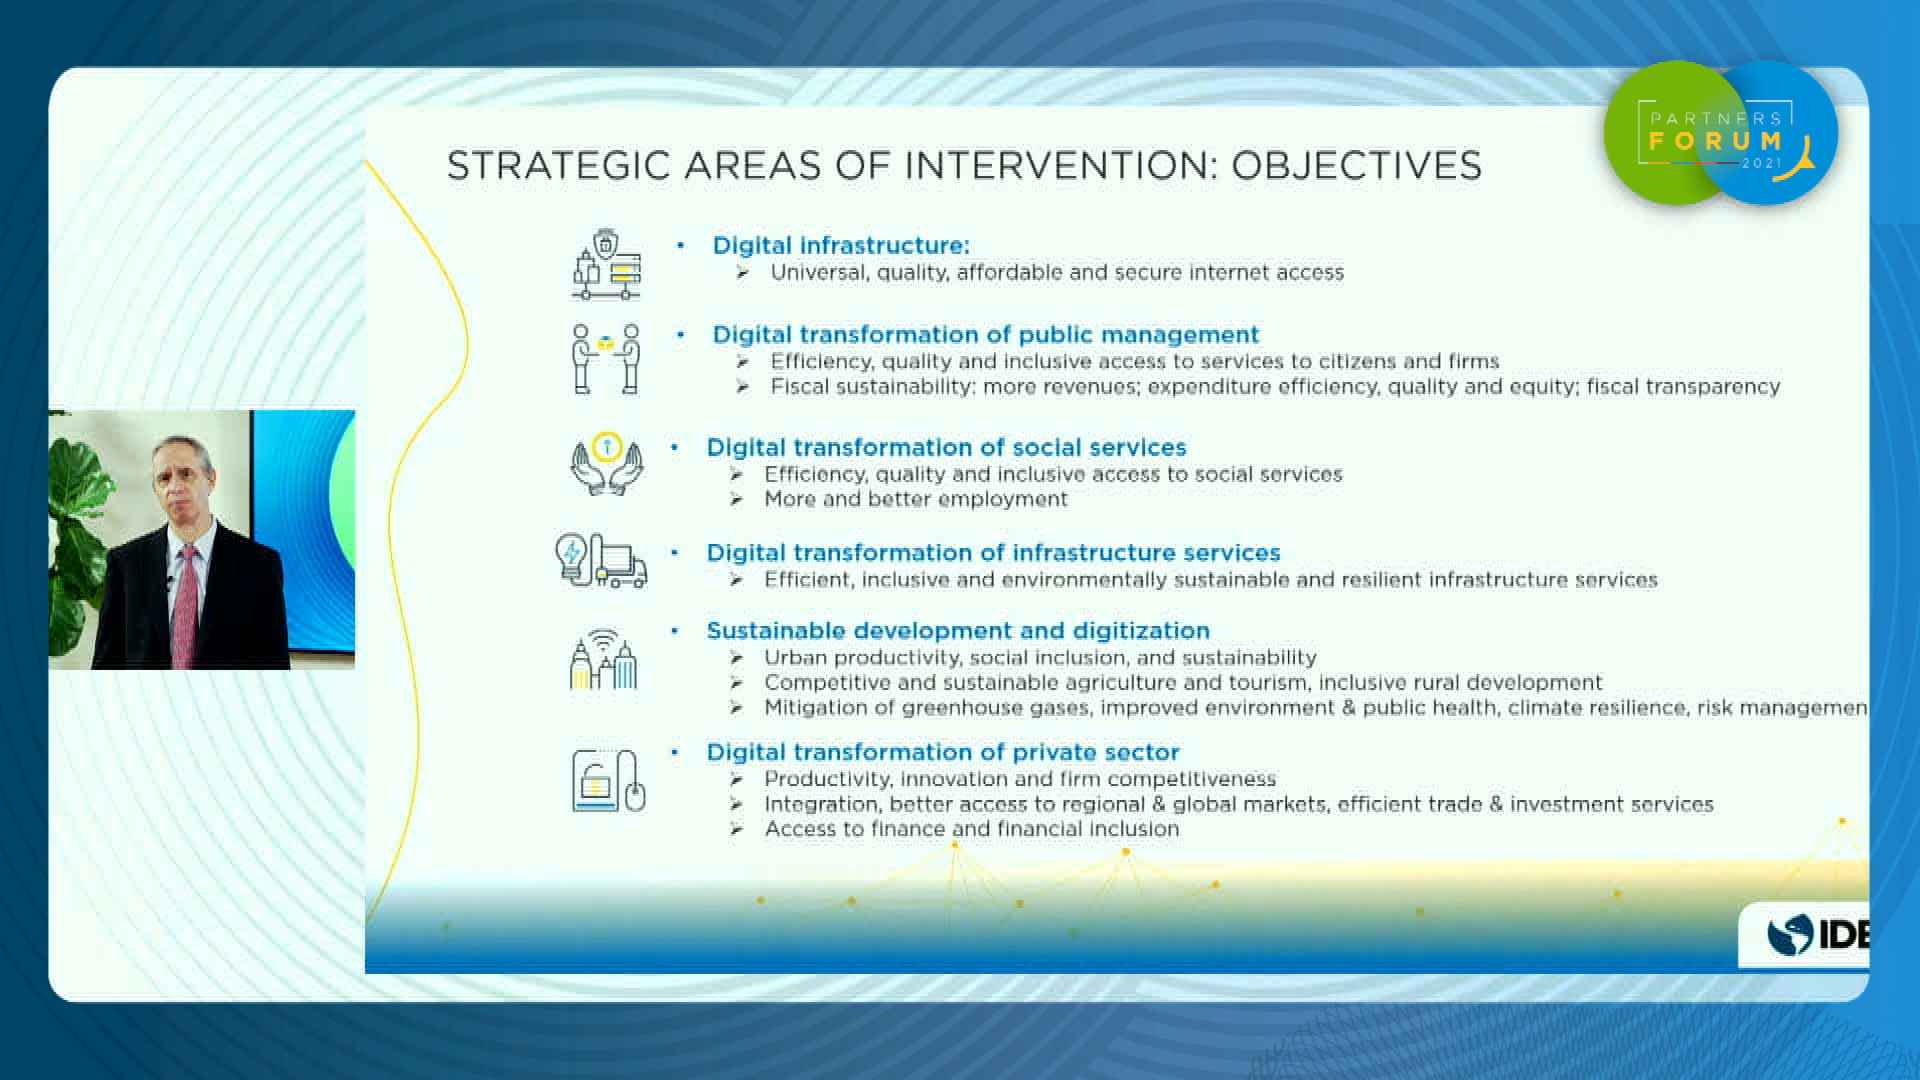 PARTNERS
FORUM
2021
STRATEGIC AREAS OF INTERVENTION: OBJECTIVES
• Digital infrastructure:
➢ Universal, quality, affordable and secure internet access
• Digital transformation of public management
➢ Efficiency, quality and inclusive access to services to citizens and firms
➢ Fiscal sustainability: more revenues; expenditure efficiency, quality and equity; fiscal transparency
• Digital transformation of social services
➢ Efficiency, quality and inclusive access to social services
➢ More and better employment
• Digital transformation of infrastructure services
➢ Efficient, inclusive and environmentally sustainable and resilient infrastructure services
• Sustainable development and digitization
➢ Urban productivity, social inclusion, and sustainability
➢ Competitive and sustainable agriculture and tourism, inclusive rural development
➢ Mitigation of greenhouse gases, improved environment & public health, climate resilience, risk managemen
• Digital transformation of private sector
➢ Productivity, innovation and firm competitiveness
➢ Integration, better access to regional & global markets, efficient trade & investment services
➢ Access to finance and financial inclusion
IDB